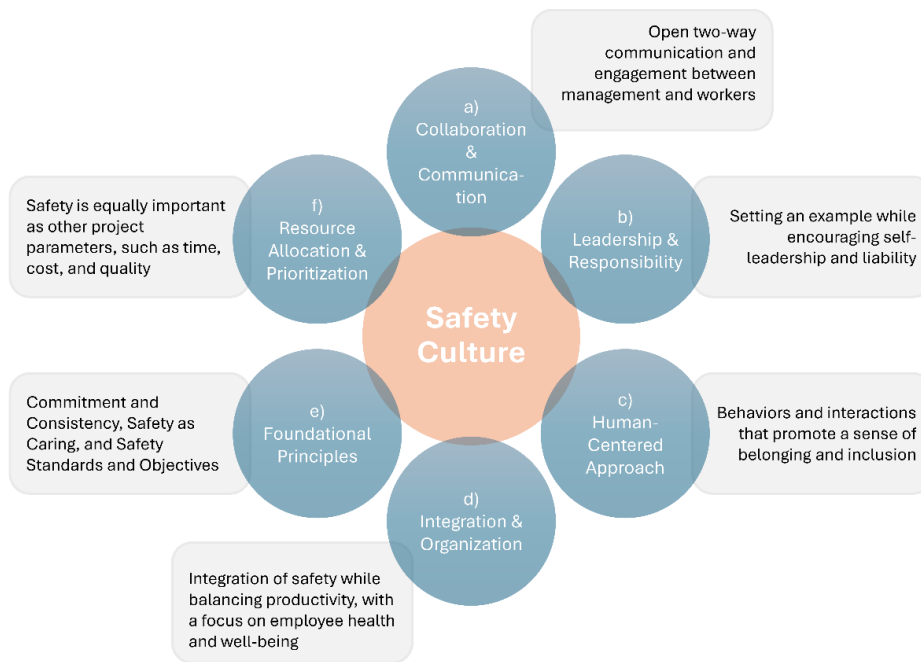 Open two-way
communication and
engagement between
management and workers
a)
Collaboration
&
Communica-
tion
b)
Leadership &
Responsibility
Setting an example while
encouraging self-
leadership and liability
c)
Human-
Centered
Approach
Behaviors and interactions
that promote a sense of
belonging and inclusion
d)
Integration &
Organization
Integration of safety while
balancing productivity, with
a focus on employee health
and well-being
e)
Foundational
Principles
Commitment and
Consistency, Safety as
Caring, and Safety
Standards and Objectives
f)
Resource
Allocation &
Prioritization
Safety is equally important
as other project
parameters, such as time,
cost, and quality
Safety
Culture